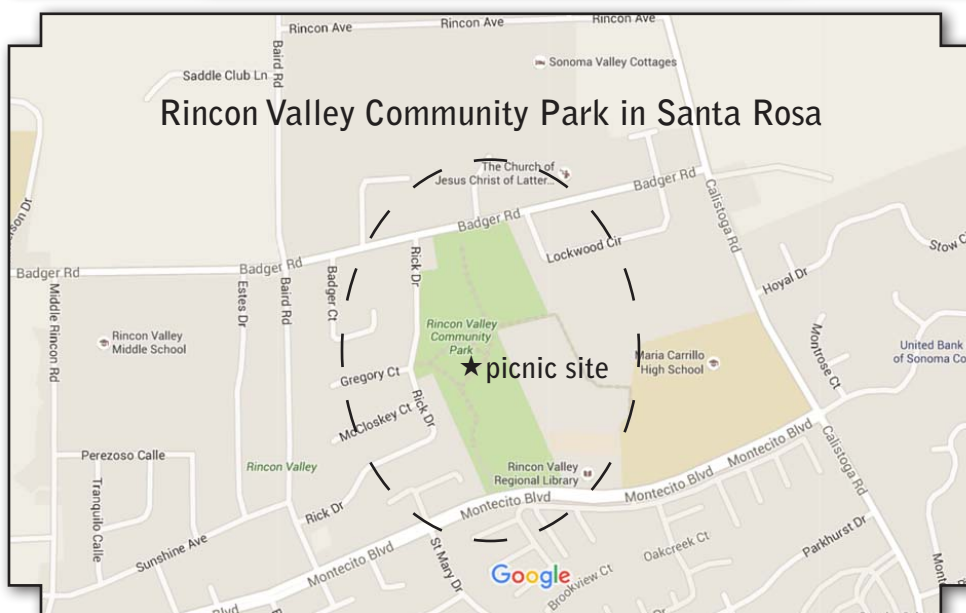 Rincon Ave
Rincon Ave
Rincon Ave
Baird Rd
Saddle Club Ln
Sonoma Valley Cottages
Rincon Valley Community Park in Santa Rosa
The Church of
Jesus Christ of Latter...
Badger Rd
Calistoga Rd
Badger Rd
Lockwood Cir
Stow
Badger Rd
Badger Rd
Rick Dr
Hoyal Dr
Middle Rincon Rd
Estes Dr
Baird Rd
Badger Ct
Rincon Valley
Middle School
Rincon Valley
Community
Park
Montrose Ct
United Bank
of Sonoma Co
Maria Carrillo
High School
★picnic site
Gregory Ct
Rick Dr
McCloskey Ct
Perezoso Calle
Rincon Valley
Tranquilo Calle
Rincon Valley
Regional Library
Montecito Blvd
Montecito Blvd
Calistoga Rd
Montecito Blvd
Rick Dr
Sunshine Ave
Montecito Blvd
St Mary Dr
Oakcreek Ct
Parkhurst Dr
Google
Brookview Ct
Blvd
Dr